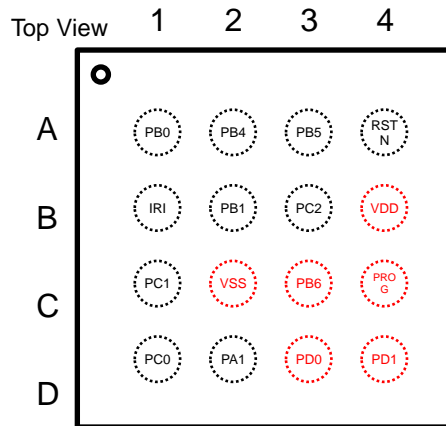 Top View 1 2 3 4
A PB0 PB4 PB5 RST
N
B IRI PB1 PC2 VDD
C PC1 VSS PB6 PRO
G
D PC0 PA1 PD0 PD1